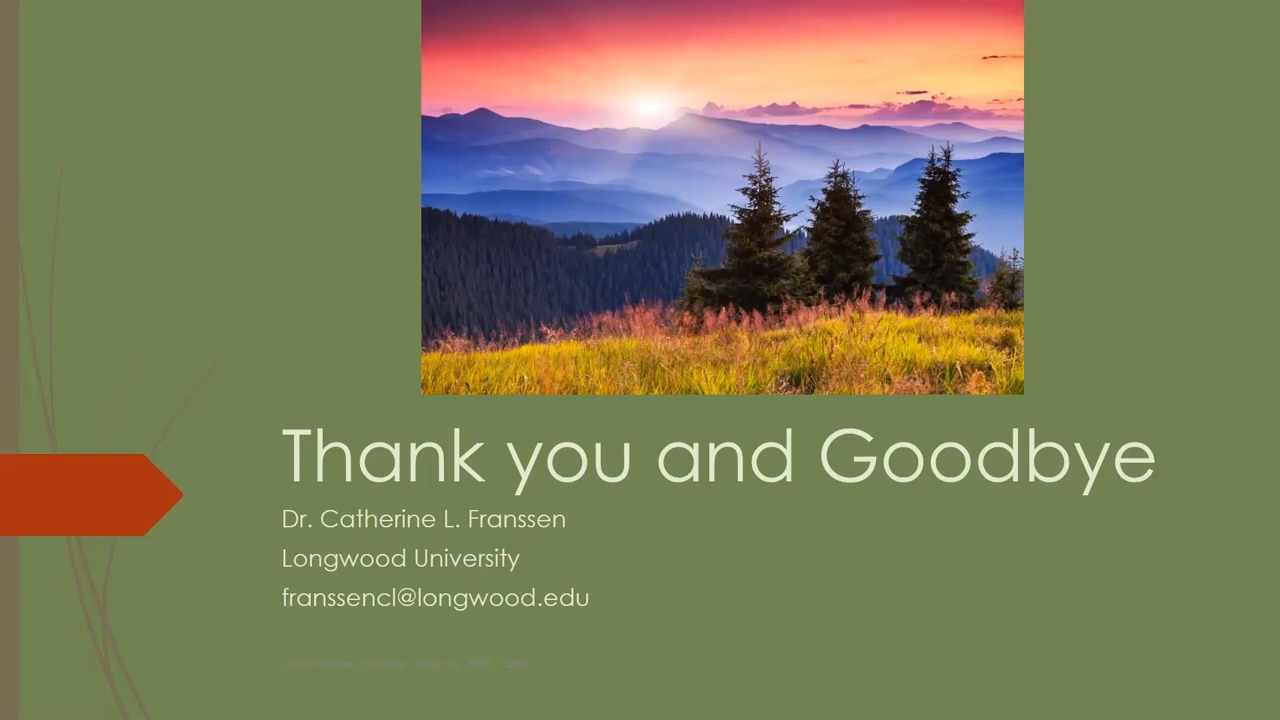 Thank you and Goodbye
Dr. Catherine L. Franssen
Longwood University
franssencl@longwood.edu